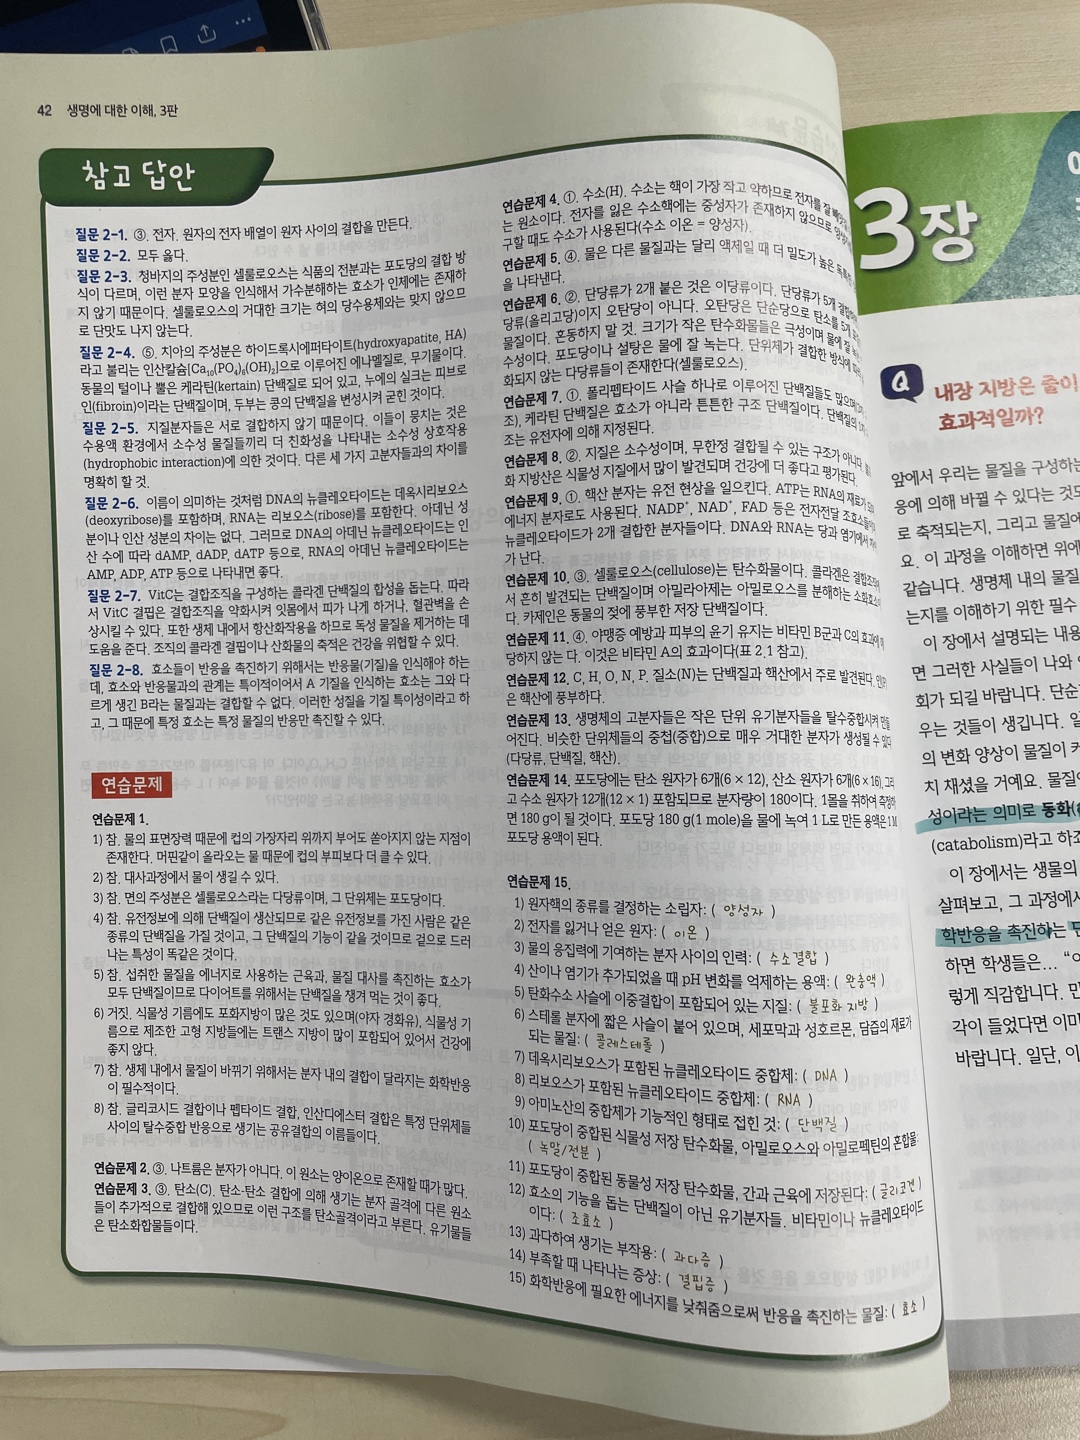 42 생명에 대한 이해, 3판
참고 답안
질문 2-1. ③. 전자. 원자의 전자 배열이 원자 사이의 결합을 만든다.
질문 2-2. 모두 옳다.
질문 2-3. 청바지의 주성분인 셀룰로오스는 식품의 전분과는 포도당의 결합 방
식이 다르며, 이런 분자 모양을 인식해서 가수분해하는 효소가 인체에는 존재하
지 않기 때문이다. 셀룰로오스의 거대한 크기는 혀의 당수용체와는 맞지 않으므
로 단맛도 나지 않는다.
질문 2-4. ⑤. 치아의 주성분은 하이드록시에퍼타이트(hydroxyapatite, HA)
라고 불리는 인산칼슘[Ca₁₀(PO₄)₆(OH)₂]으로 이루어진 에나멜질로, 무기물이다.
동물의 털이나 뿔은 케라틴(kertain) 단백질로 되어 있고, 누에의 실크는 피브로
인(fibroin)이라는 단백질이며, 두부는 콩의 단백질을 변성시켜 굳힌 것이다.
질문 2-5. 지질분자들은 서로 결합하지 않기 때문이다. 이들이 뭉치는 것은
수용액 환경에서 소수성 물질들끼리 더 친화성을 나타내는 소수성 상호작용
(hydrophobic interaction)에 의한 것이다. 다른 세 가지 고분자들과의 차이를
명확히 할 것.
질문 2-6. 이름이 의미하는 것처럼 DNA의 뉴클레오타이드는 데옥시리보오스
(deoxyribose)를 포함하며, RNA는 리보오스(ribose)를 포함한다. 아데닌 성
분이나 인산 성분의 차이는 없다. 그러므로 DNA의 아데닌 뉴클레오타이드는 인
산 수에 따라 dAMP, dADP, dATP 등으로, RNA의 아데닌 뉴클레오타이드는
AMP, ADP, ATP 등으로 나타내면 좋다.
질문 2-7. VitC는 결합조직을 구성하는 콜라겐 단백질의 합성을 돕는다. 따라
서 VitC 결핍은 결합조직을 약화시켜 잇몸에서 피가 나게 하거나, 혈관벽을 손
상시킬 수 있다. 또한 생체 내에서 항산화작용을 하므로 독성 물질을 제거하는 데
도움을 준다. 조직의 콜라겐 결핍이나 산화물의 축적은 건강을 위협할 수 있다.
질문 2-8. 효소들이 반응을 촉진하기 위해서는 반응물(기질)을 인식해야 하는
데, 효소와 반응물과의 관계는 특이적이어서 A 기질을 인식하는 효소는 그와 다
르게 생긴 B라는 물질과는 결합할 수 없다. 이러한 성질을 기질 특이성이라고 하
고, 그 때문에 특정 효소는 특정 물질의 반응만 촉진할 수 있다.
연습문제
연습문제 1.
1) 참. 물의 표면장력 때문에 컵의 가장자리 위까지 부어도 쏟아지지 않는 지점이
존재한다. 머핀같이 올라오는 물 때문에 컵의 부피보다 더 클 수 있다.
2) 참. 대사과정에서 물이 생길 수 있다.
3) 참. 면의 주성분은 셀룰로오스라는 다당류이며, 그 단위체는 포도당이다.
4) 참. 유전정보에 의해 단백질이 생산되므로 같은 유전정보를 가진 사람은 같은
종류의 단백질을 가질 것이고, 그 단백질의 기능이 같을 것이므로 겉으로 드러
나는 특성이 똑같은 것이다.
5) 참. 섭취한 물질을 에너지로 사용하는 근육과, 물질 대사를 촉진하는 효소가
모두 단백질이므로 다이어트를 위해서는 단백질을 챙겨 먹는 것이 좋다.
6) 거짓. 식물성 기름에도 포화지방이 많은 것도 있으며(야자 경화유), 식물성 기
름으로 제조한 고형 지방들에는 트랜스 지방이 많이 포함되어 있어서 건강에
좋지 않다.
7) 참. 생체 내에서 물질이 바뀌기 위해서는 분자 내의 결합이 달라지는 화학반응
이 필수적이다.
8) 참. 글리코시드 결합이나 펩타이드 결합, 인산디에스터 결합은 특정 단위체들
사이의 탈수중합 반응으로 생기는 공유결합의 이름들이다.
연습문제 2. ③. 나트륨은 분자가 아니다. 이 원소는 양이온으로 존재할 때가 많다.
연습문제 3. ③. 탄소(C). 탄소-탄소 결합에 의해 생기는 분자 골격에 다른 원소
들이 추가적으로 결합해 있으므로 이런 구조를 탄소골격이라고 부른다. 유기물들
은 탄소화합물들이다.
연습문제 4. ①. 수소(H). 수소는 핵이 가장 작고 약하므로 전자를 잘
는 원소이다. 전자를 잃은 수소핵에는 중성자가 존재하지 않으므로
구할 때도 수소가 사용된다(수소 이온 = 양성자).
연습문제 5. ④. 물은 다른 물질과는 달리 액체일 때 더 밀도가 높은
을 나타낸다.
연습문제 6. ②. 단당류가 2개 붙은 것은 이당류이다. 단당류가 5개
당류(올리고당)이지 오탄당이 아니다. 오탄당은 단순당으로 탄소를 5개
물질이다. 혼동하지 말 것. 크기가 작은 탄수화물들은 극성이며 물에 잘
수성이다. 포도당이나 설탕은 물에 잘 녹는다. 단위체가 결합한 방식에
화되지 않는 다당류들이 존재한다(셀룰로오스).
연습문제 7. ①. 폴리펩타이드 사슬 하나로 이루어진 단백질들도 많으며
조), 케라틴 단백질은 효소가 아니라 튼튼한 구조 단백질이다. 단백질의
조는 유전자에 의해 지정된다.
연습문제 8. ②. 지질은 소수성이며, 무한정 결합될 수 있는 구조가 아니다.
화 지방산은 식물성 지질에서 많이 발견되며 건강에 더 좋다고 평가된다.
연습문제 9. ①. 핵산 분자는 유전 현상을 일으킨다. ATP는 RNA의 재료가
에너지 분자로도 사용된다. NADP⁺, NAD⁺, FAD 등은 전자전달 조효소들이
뉴클레오타이드가 2개 결합한 분자들이다. DNA와 RNA는 당과 염기에서
가 난다.
연습문제 10. ③. 셀룰로오스(cellulose)는 탄수화물이다. 콜라겐은 결합조직에
서 흔히 발견되는 단백질이며 아밀라아제는 아밀로오스를 분해하는 소화효소
다. 카제인은 동물의 젖에 풍부한 저장 단백질이다.
연습문제 11. ④. 야맹증 예방과 피부의 윤기 유지는 비타민 B군과 C의 효과에 해
당하지 않는 다. 이것은 비타민 A의 효과이다(표 2.1 참고).
연습문제 12. C, H, O, N, P. 질소(N)는 단백질과 핵산에서 주로 발견된다. 인(P)
은 핵산에 풍부하다.
연습문제 13. 생명체의 고분자들은 작은 단위 유기분자들을 탈수중합시켜 만들
어진다. 비슷한 단위체들의 중첩(중합)으로 매우 거대한 분자가 생성될 수 있다
(다당류, 단백질, 핵산).
연습문제 14. 포도당에는 탄소 원자가 6개(6 × 12), 산소 원자가 6개(6 × 16), 그리
고 수소 원자가 12개(12 × 1) 포함되므로 분자량이 180이다. 1몰을 취하여 측정하
면 180 g이 될 것이다. 포도당 180 g(1 mole)을 물에 녹여 1 L로 만든 용액은 1 M
포도당 용액이 된다.
연습문제 15.
1) 원자핵의 종류를 결정하는 소립자: ( 양성자 )
2) 전자를 잃거나 얻은 원자: ( 이온 )
3) 물의 응집력에 기여하는 분자 사이의 인력: ( 수소결합 )
4) 산이나 염기가 추가되었을 때 pH 변화를 억제하는 용액: ( 완충액 )
5) 탄화수소 사슬에 이중결합이 포함되어 있는 지질: ( 불포화 지방 )
6) 스테롤 분자에 짧은 사슬이 붙어 있으며, 세포막과 성호르몬, 담즙의 재료가
되는 물질: ( 콜레스테롤 )
7) 데옥시리보오스가 포함된 뉴클레오타이드 중합체: ( DNA )
8) 리보오스가 포함된 뉴클레오타이드 중합체: ( RNA )
9) 아미노산의 중합체가 기능적인 형태로 접힌 것: ( 단백질 )
10) 포도당이 중합된 식물성 저장 탄수화물, 아밀로오스와 아밀로펙틴의 혼합물:
( 녹말/전분 )
11) 포도당이 중합된 동물성 저장 탄수화물, 간과 근육에 저장된다: ( 글리코겐 )
12) 효소의 기능을 돕는 단백질이 아닌 유기분자들. 비타민이나 뉴클레오타이드
이다: ( 조효소 )
13) 과다하여 생기는 부작용: ( 과다증 )
14) 부족할 때 나타나는 증상: ( 결핍증 )
15) 화학반응에 필요한 에너지를 낮춰줌으로써 반응을 촉진하는 물질: ( 효소 )
3장
Q 내장 지방은 줄이
효과적일까?
앞에서 우리는 물질을 구성하는
응에 의해 바뀔 수 있다는 것도
로 축적되는지, 그리고 물질에
요. 이 과정을 이해하면 위에
같습니다. 생명체 내의 물질
는지를 이해하기 위한 필수
이 장에서 설명되는 내용
면 그러한 사실들이 나와
회가 되길 바랍니다. 단순
우는 것들이 생깁니다. 일
의 변화 양상이 물질이 커
치 채셨을 거예요. 물질
성이라는 의미로 동화(
(catabolism)라고 하죠
이 장에서는 생물의
살펴보고, 그 과정에서
학반응을 촉진하는 단
하면 학생들은... “어
렇게 직감합니다. 만
각이 들었다면 이미
바랍니다. 일단, 이